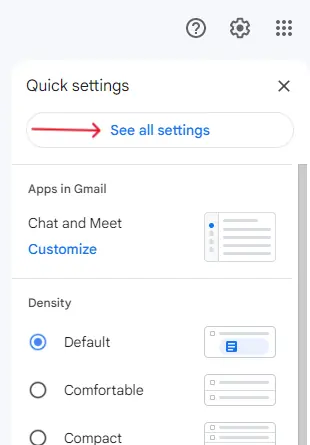 Quick settings
See all settings
Apps in Gmail
Chat and Meet
Customize
Density
Default
Comfortable
Compact